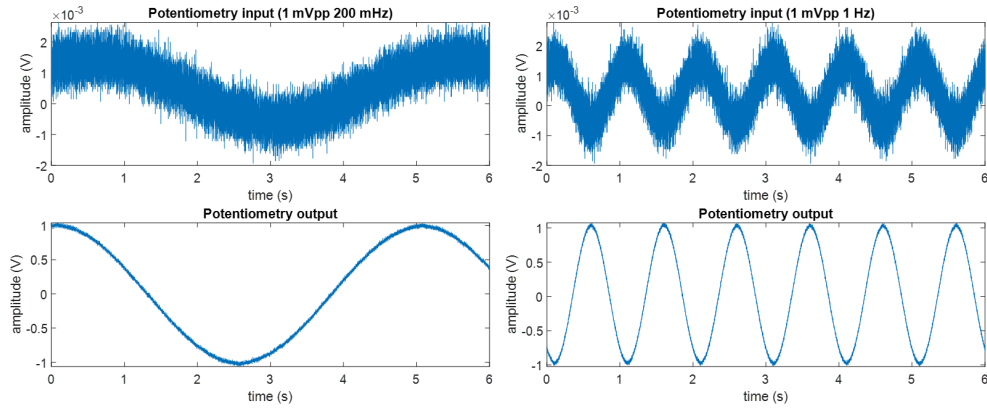 Potentiometry input (1 mVpp 200 mHz)
×10⁻³
2
1
0
-1
-2
amplitude (V)
0 1 2 3 4 5 6
time (s)
Potentiometry input (1 mVpp 1 Hz)
×10⁻³
2
1
0
-1
-2
amplitude (V)
0 1 2 3 4 5 6
time (s)
Potentiometry output
1
0.5
0
-0.5
-1
amplitude (V)
0 1 2 3 4 5 6
time (s)
Potentiometry output
1
0.5
0
-0.5
-1
amplitude (V)
0 1 2 3 4 5 6
time (s)